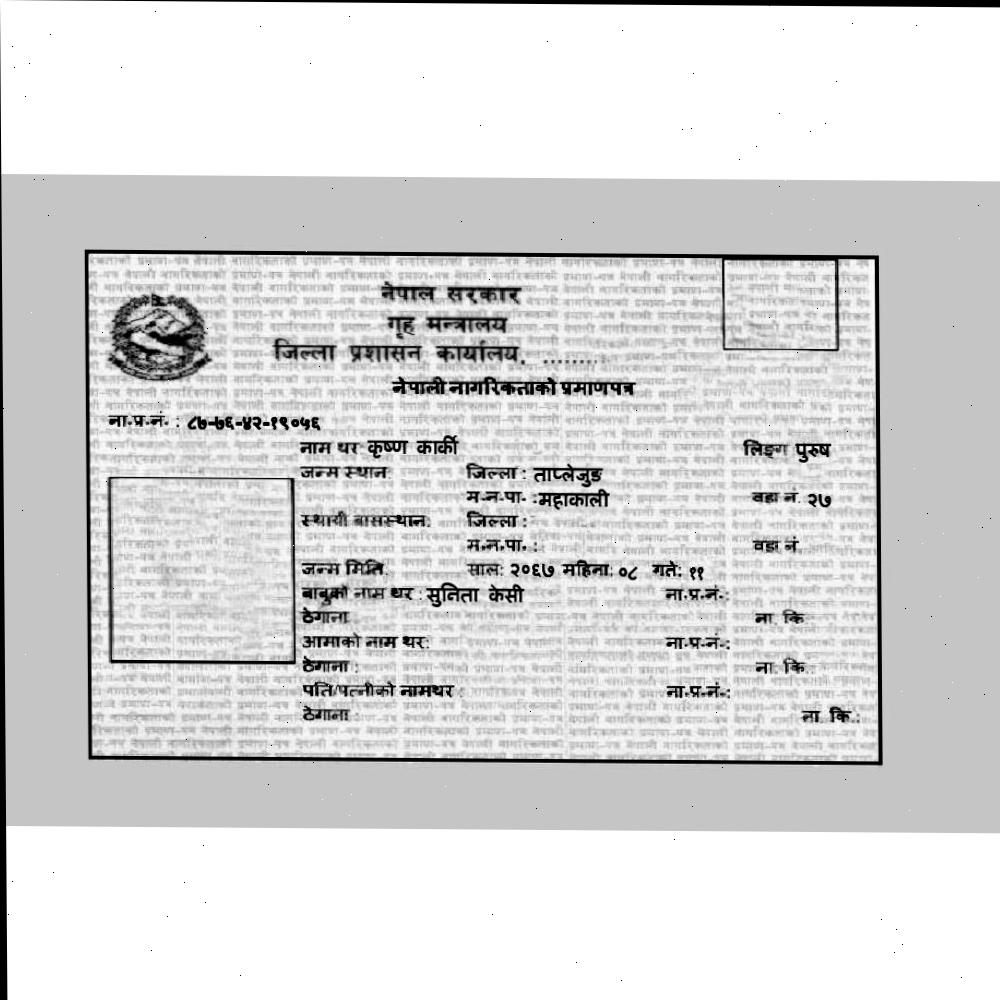 नेपाल सरकार
गृह मन्त्रालय
जिल्ला प्रशासन कार्यालय, .........
नेपाली नागरिकताको प्रमाणपत्र
ना.प्र.नं. : ८७-७६-४२-१९०५६
नाम थर: कृष्ण कार्की लिङ्ग पुरुष
जन्म स्थान: जिल्ला : ताप्लेजुङ
म.न.पा. : महाकाली वडा नं. २७
स्थायी बासस्थान: जिल्ला :
म.न.पा. : वडा नं
जन्म मिति: साल: २०६७ महिना: ०८ गते: ११
बाबुको नाम थर : सुनिता केसी ना.प्र.नं.:
ठेगाना : ना. कि.:
आमाको नाम थर: ना.प्र.नं.:
ठेगाना : ना. कि.:
पति/पत्नीको नामथर : ना.प्र.नं.:
ठेगाना : ना. कि.: